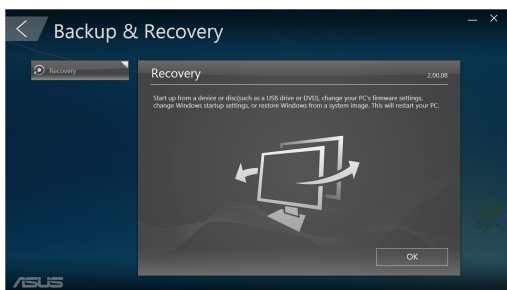 Backup & Recovery
Recovery
Recovery
2.00.08
Start up from a device or disc(such as a USB drive or DVD), change your PC's firmware settings,
change Windows startup settings, or restore Windows from a system image. This will restart your PC.
OK
ASUS